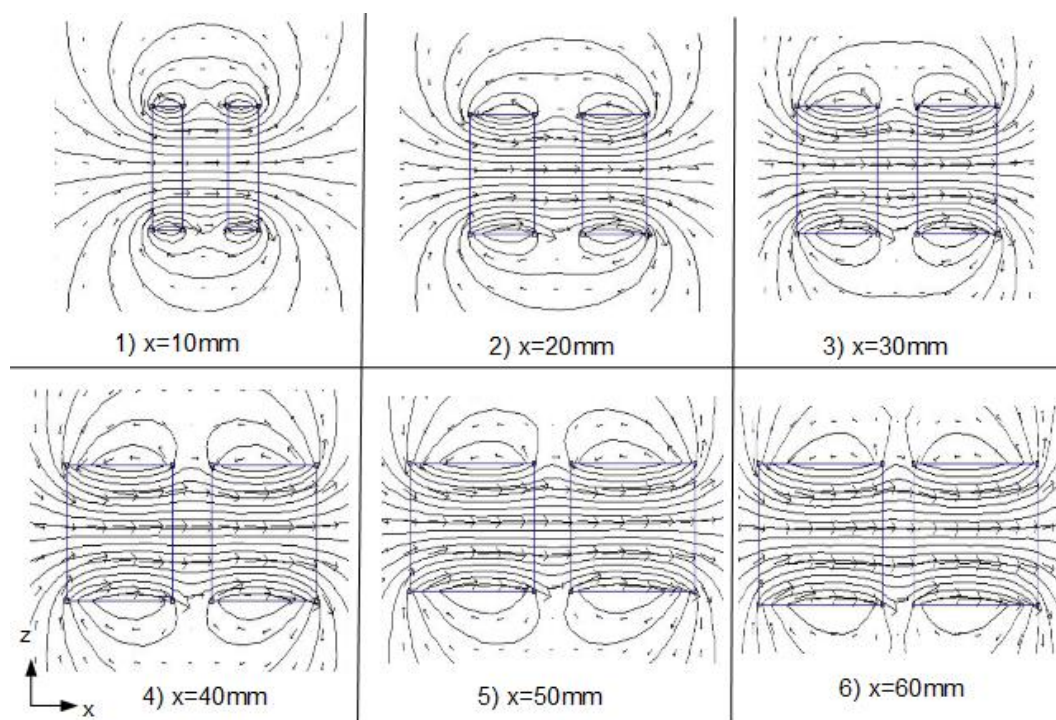 1) x=10mm
2) x=20mm
3) x=30mm
4) x=40mm
5) x=50mm
6) x=60mm
z
x